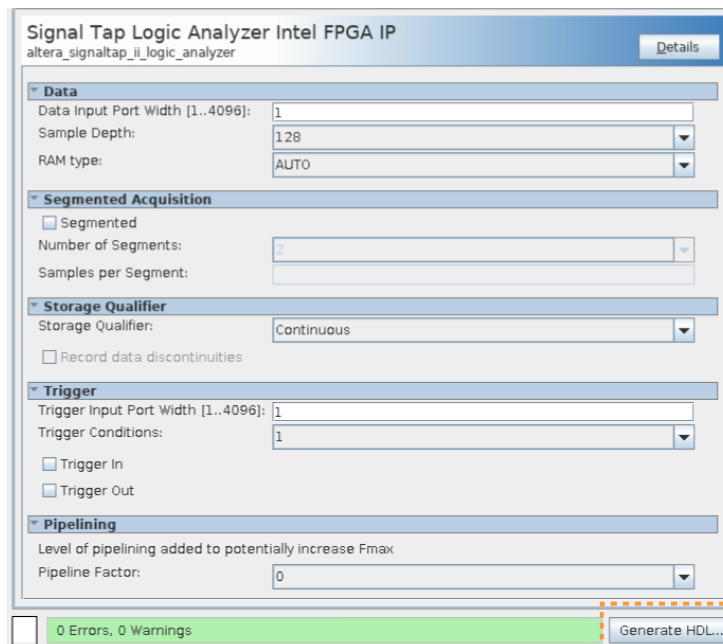 Signal Tap Logic Analyzer Intel FPGA IP
altera_signaltap_ii_logic_analyzer
Details
Data
Data Input Port Width [1..4096]: 1
Sample Depth: 128
RAM type: AUTO
Segmented Acquisition
Segmented
Number of Segments: 2
Samples per Segment:
Storage Qualifier
Storage Qualifier: Continuous
Record data discontinuities
Trigger
Trigger Input Port Width [1..4096]: 1
Trigger Conditions: 1
Trigger In
Trigger Out
Pipelining
Level of pipelining added to potentially increase Fmax
Pipeline Factor: 0
0 Errors, 0 Warnings
Generate HDL...